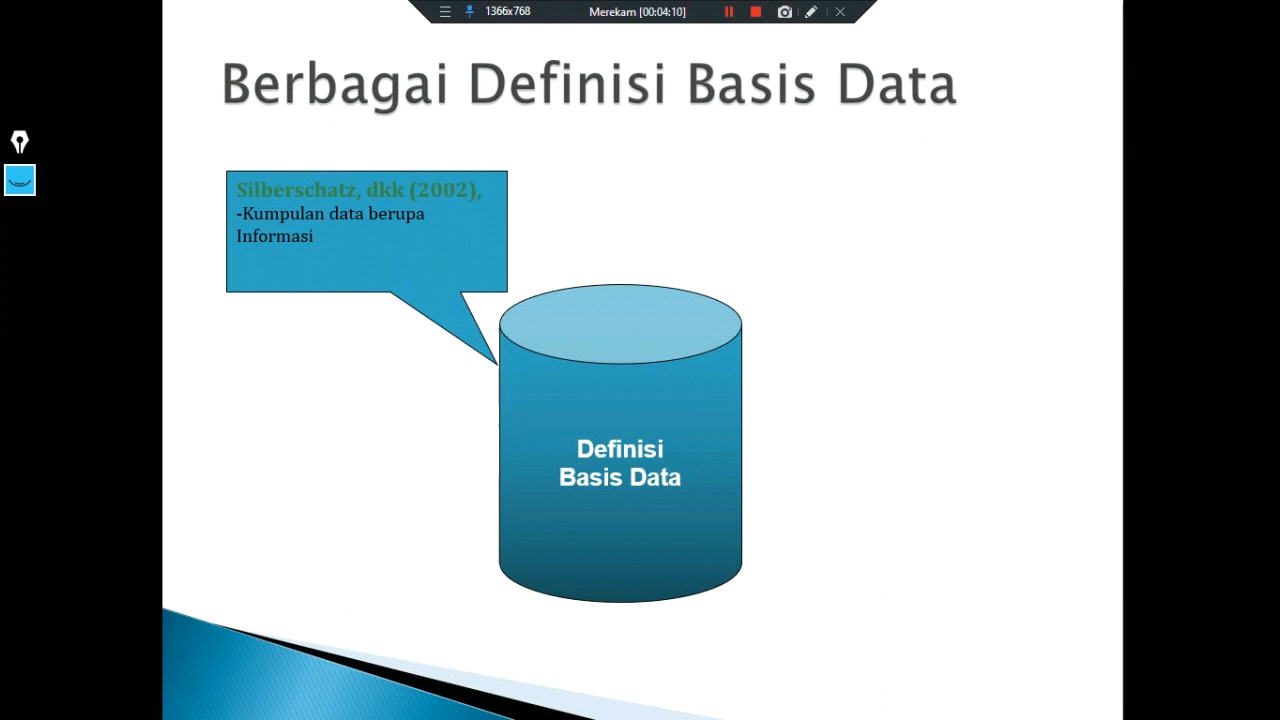 1366x768 Merekam [00:04:10]
Berbagai Definisi Basis Data
Silberschatz, dkk (2002),
-Kumpulan data berupa
Informasi
Definisi
Basis Data